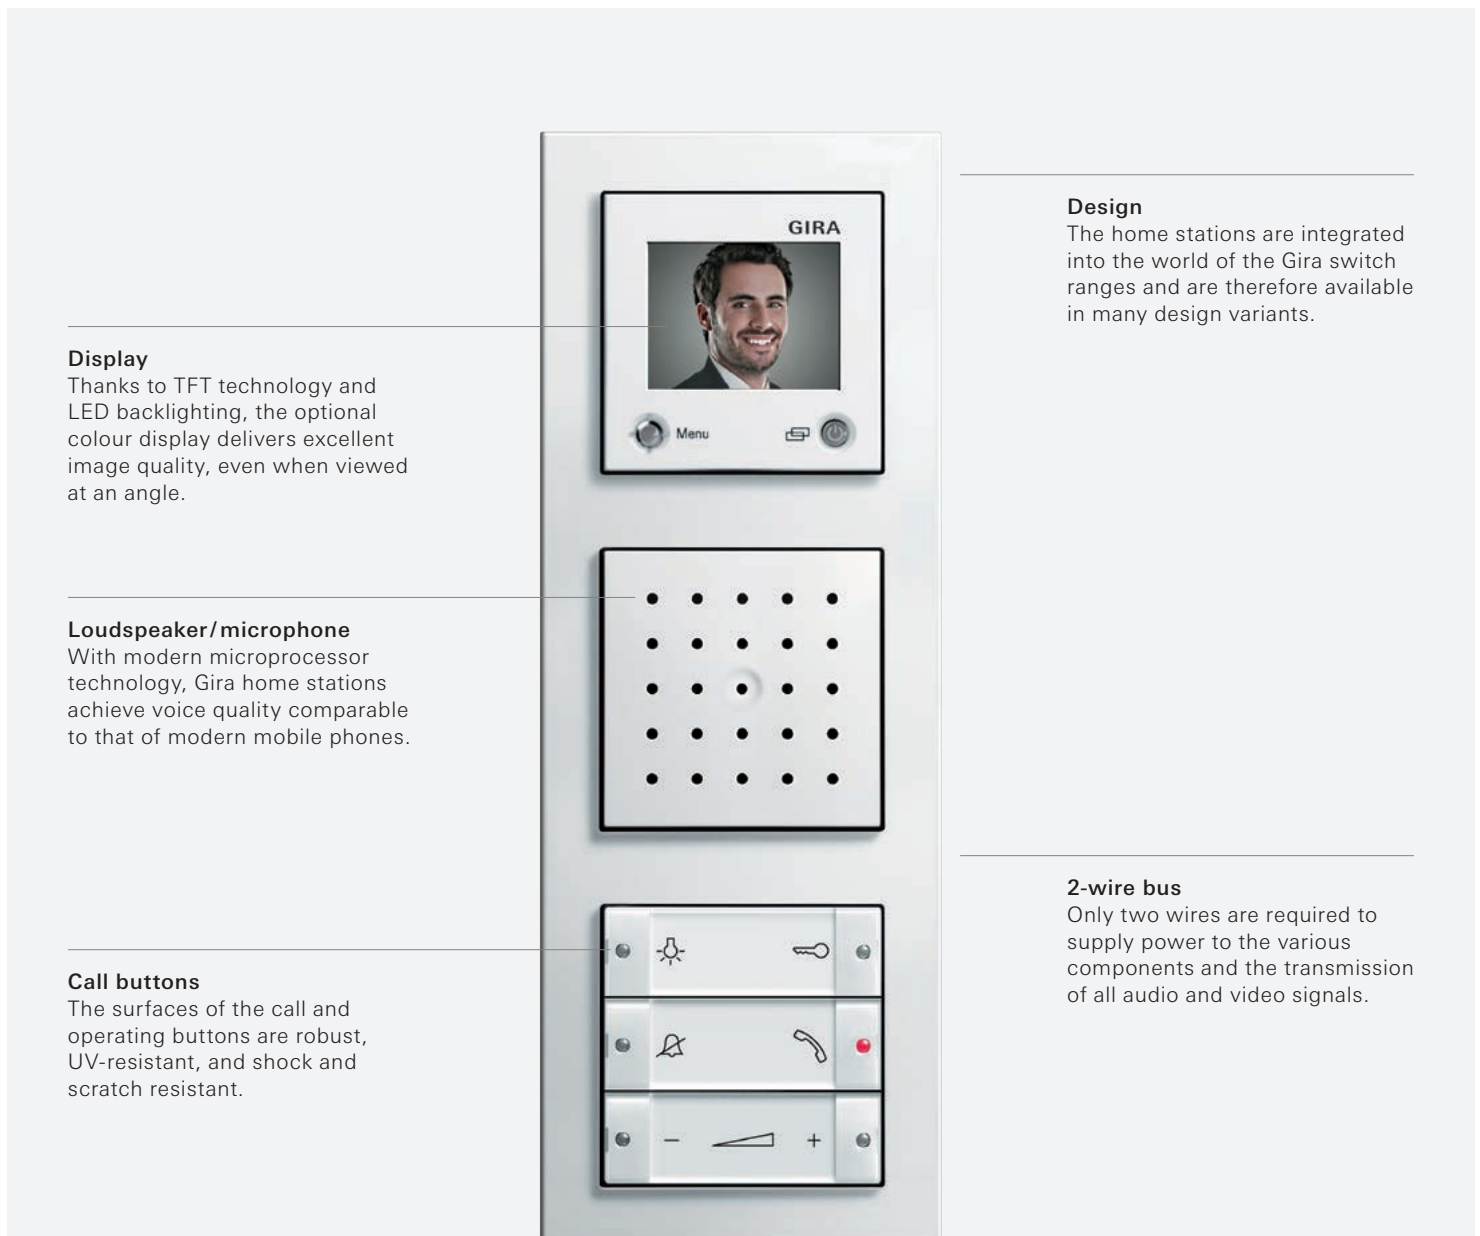 GIRA
Menu
Display
Thanks to TFT technology and
LED backlighting, the optional
colour display delivers excellent
image quality, even when viewed
at an angle.
Loudspeaker/microphone
With modern microprocessor
technology, Gira home stations
achieve voice quality comparable
to that of modern mobile phones.
Call buttons
The surfaces of the call and
operating buttons are robust,
UV-resistant, and shock and
scratch resistant.
Design
The home stations are integrated
into the world of the Gira switch
ranges and are therefore available
in many design variants.
2-wire bus
Only two wires are required to
supply power to the various
components and the transmission
of all audio and video signals.
− +